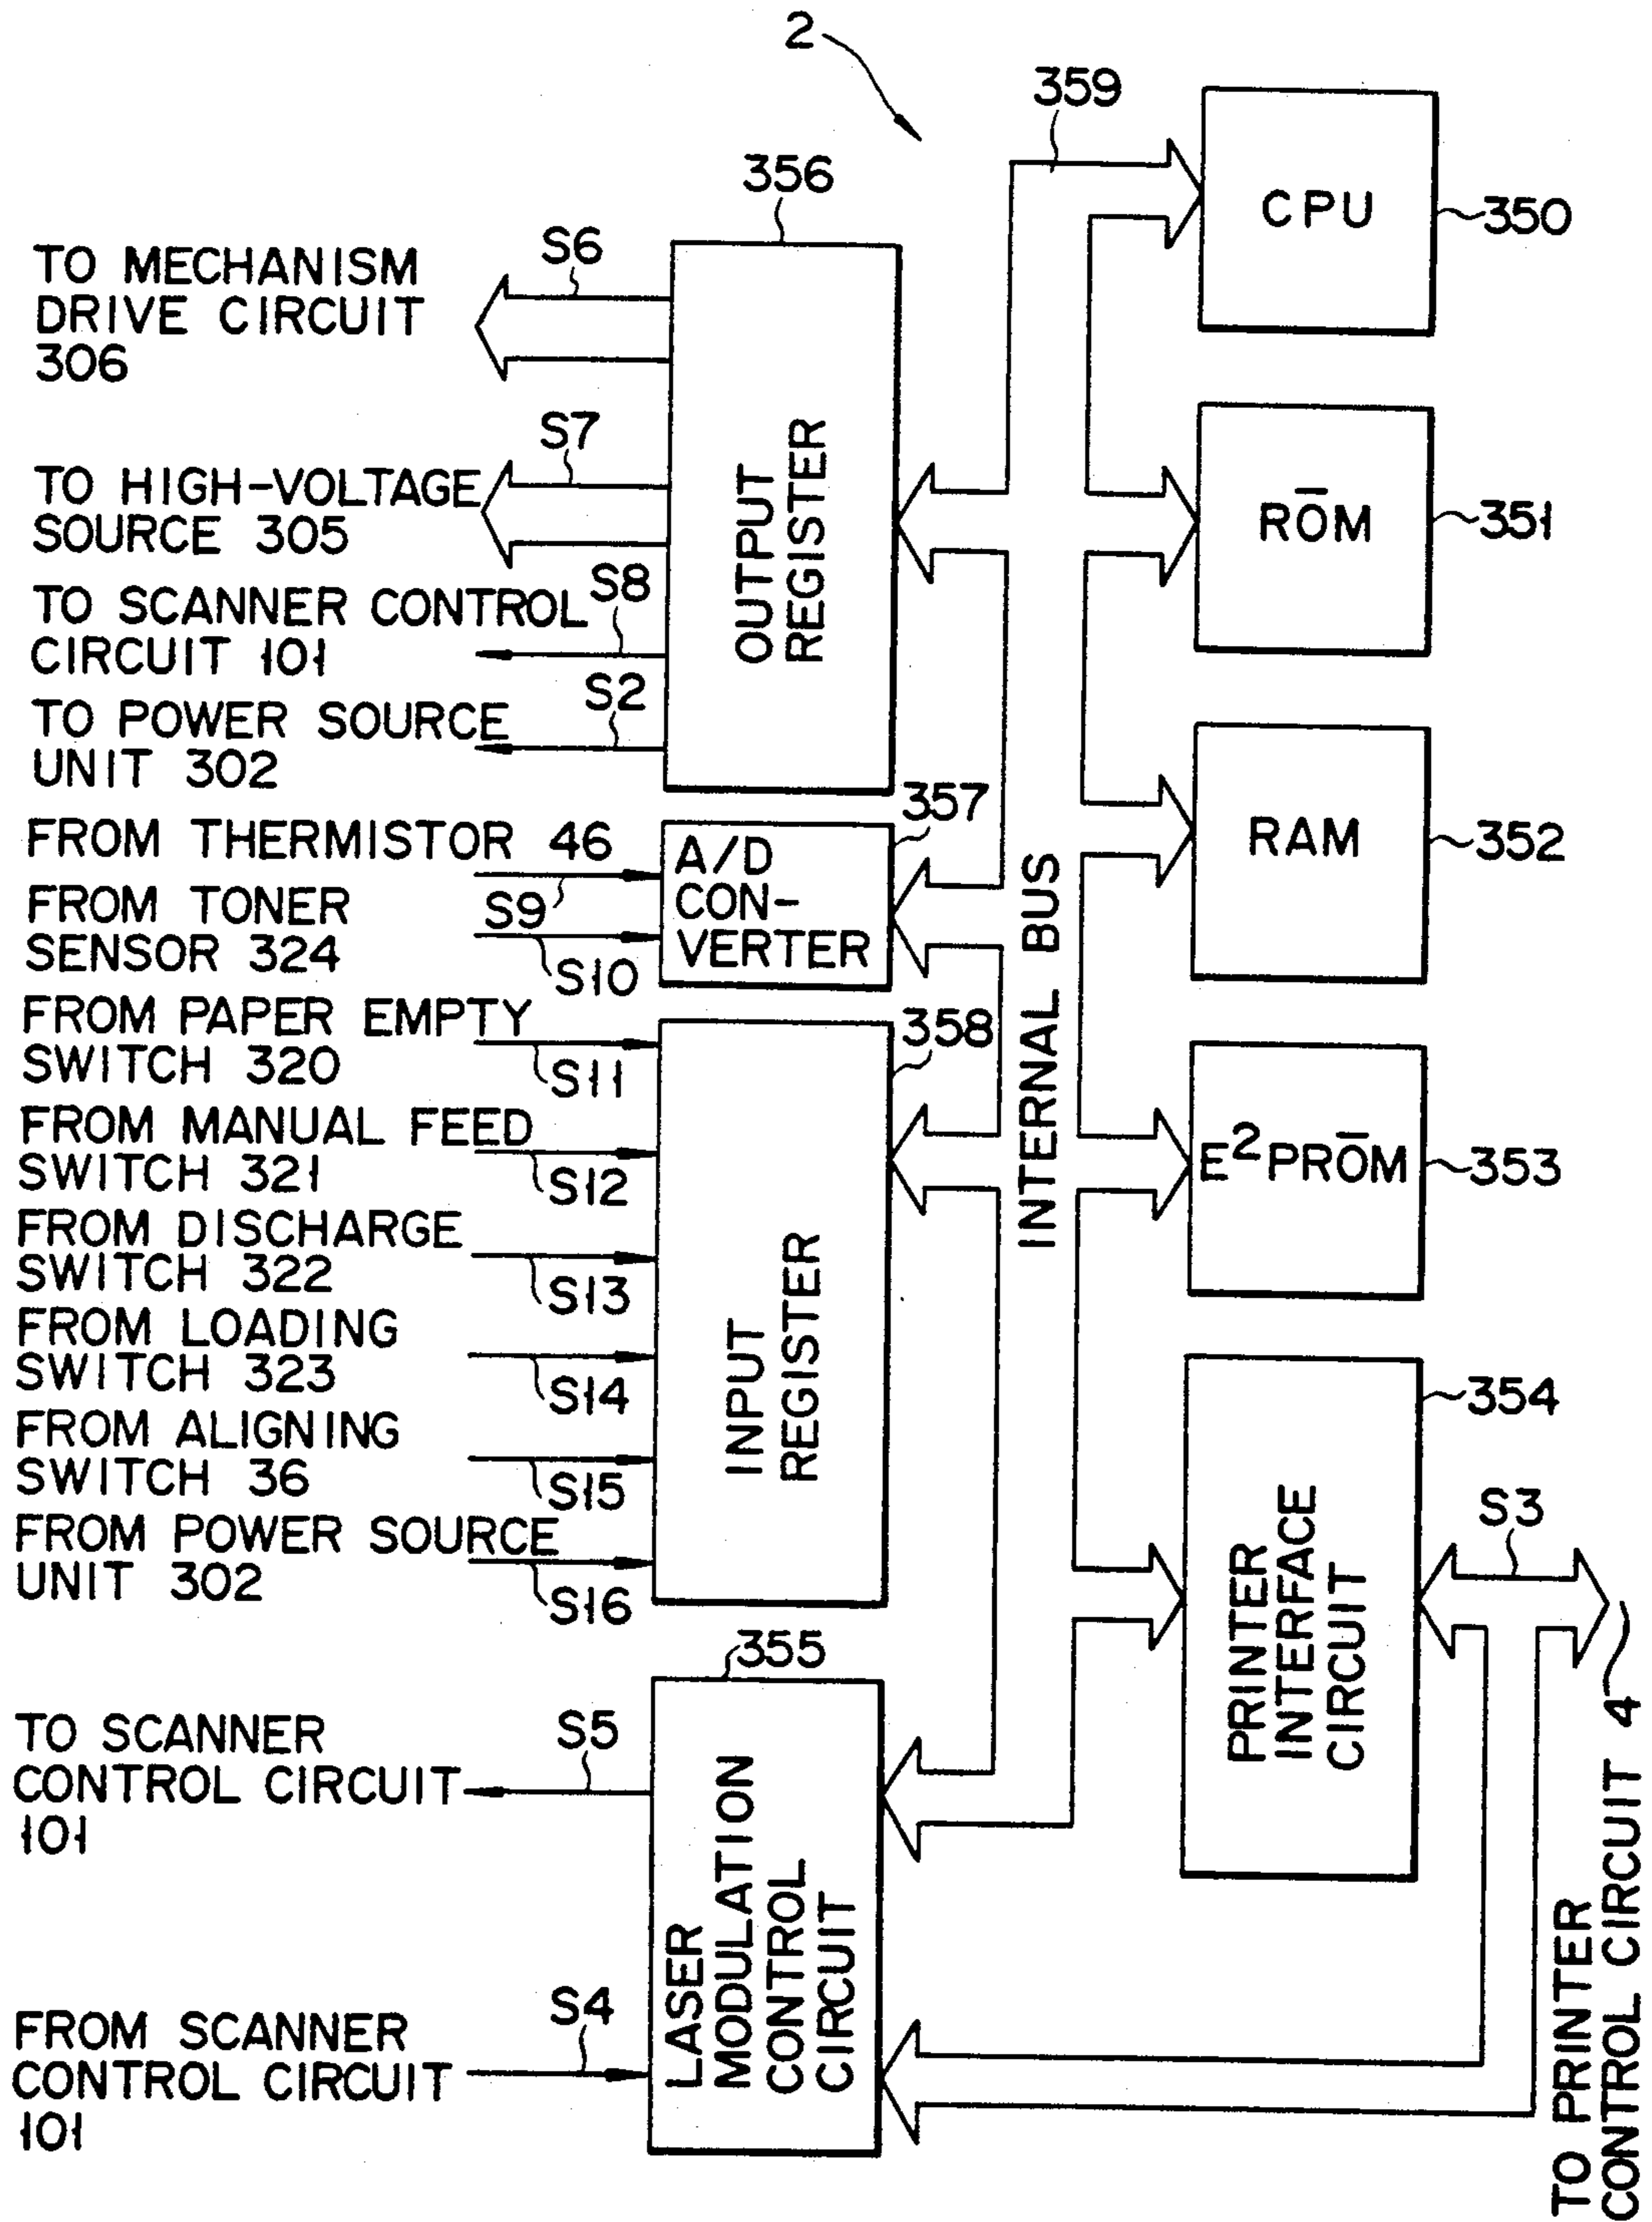 2
359
CPU
350
356
TO MECHANISM
DRIVE CIRCUIT
306
S6
TO HIGH-VOLTAGE
SOURCE 305
S7
TO SCANNER CONTROL
CIRCUIT 101
S8
TO POWER SOURCE
UNIT 302
S2
OUTPUT
REGISTER
ROM
351
357
FROM THERMISTOR 46
S9
FROM TONER
SENSOR 324
S10
A/D
CON-
VERTER
RAM
352
INTERNAL BUS
358
FROM PAPER EMPTY
SWITCH 320
S11
FROM MANUAL FEED
SWITCH 321
S12
FROM DISCHARGE
SWITCH 322
S13
FROM LOADING
SWITCH 323
S14
FROM ALIGNING
SWITCH 36
S15
FROM POWER SOURCE
UNIT 302
S16
INPUT
REGISTER
E²PROM
353
354
PRINTER
INTERFACE
CIRCUIT
S3
TO PRINTER
CONTROL CIRCUIT 4
355
TO SCANNER
CONTROL CIRCUIT
101
S5
FROM SCANNER
CONTROL CIRCUIT
101
S4
LASER
MODULATION
CONTROL
CIRCUIT